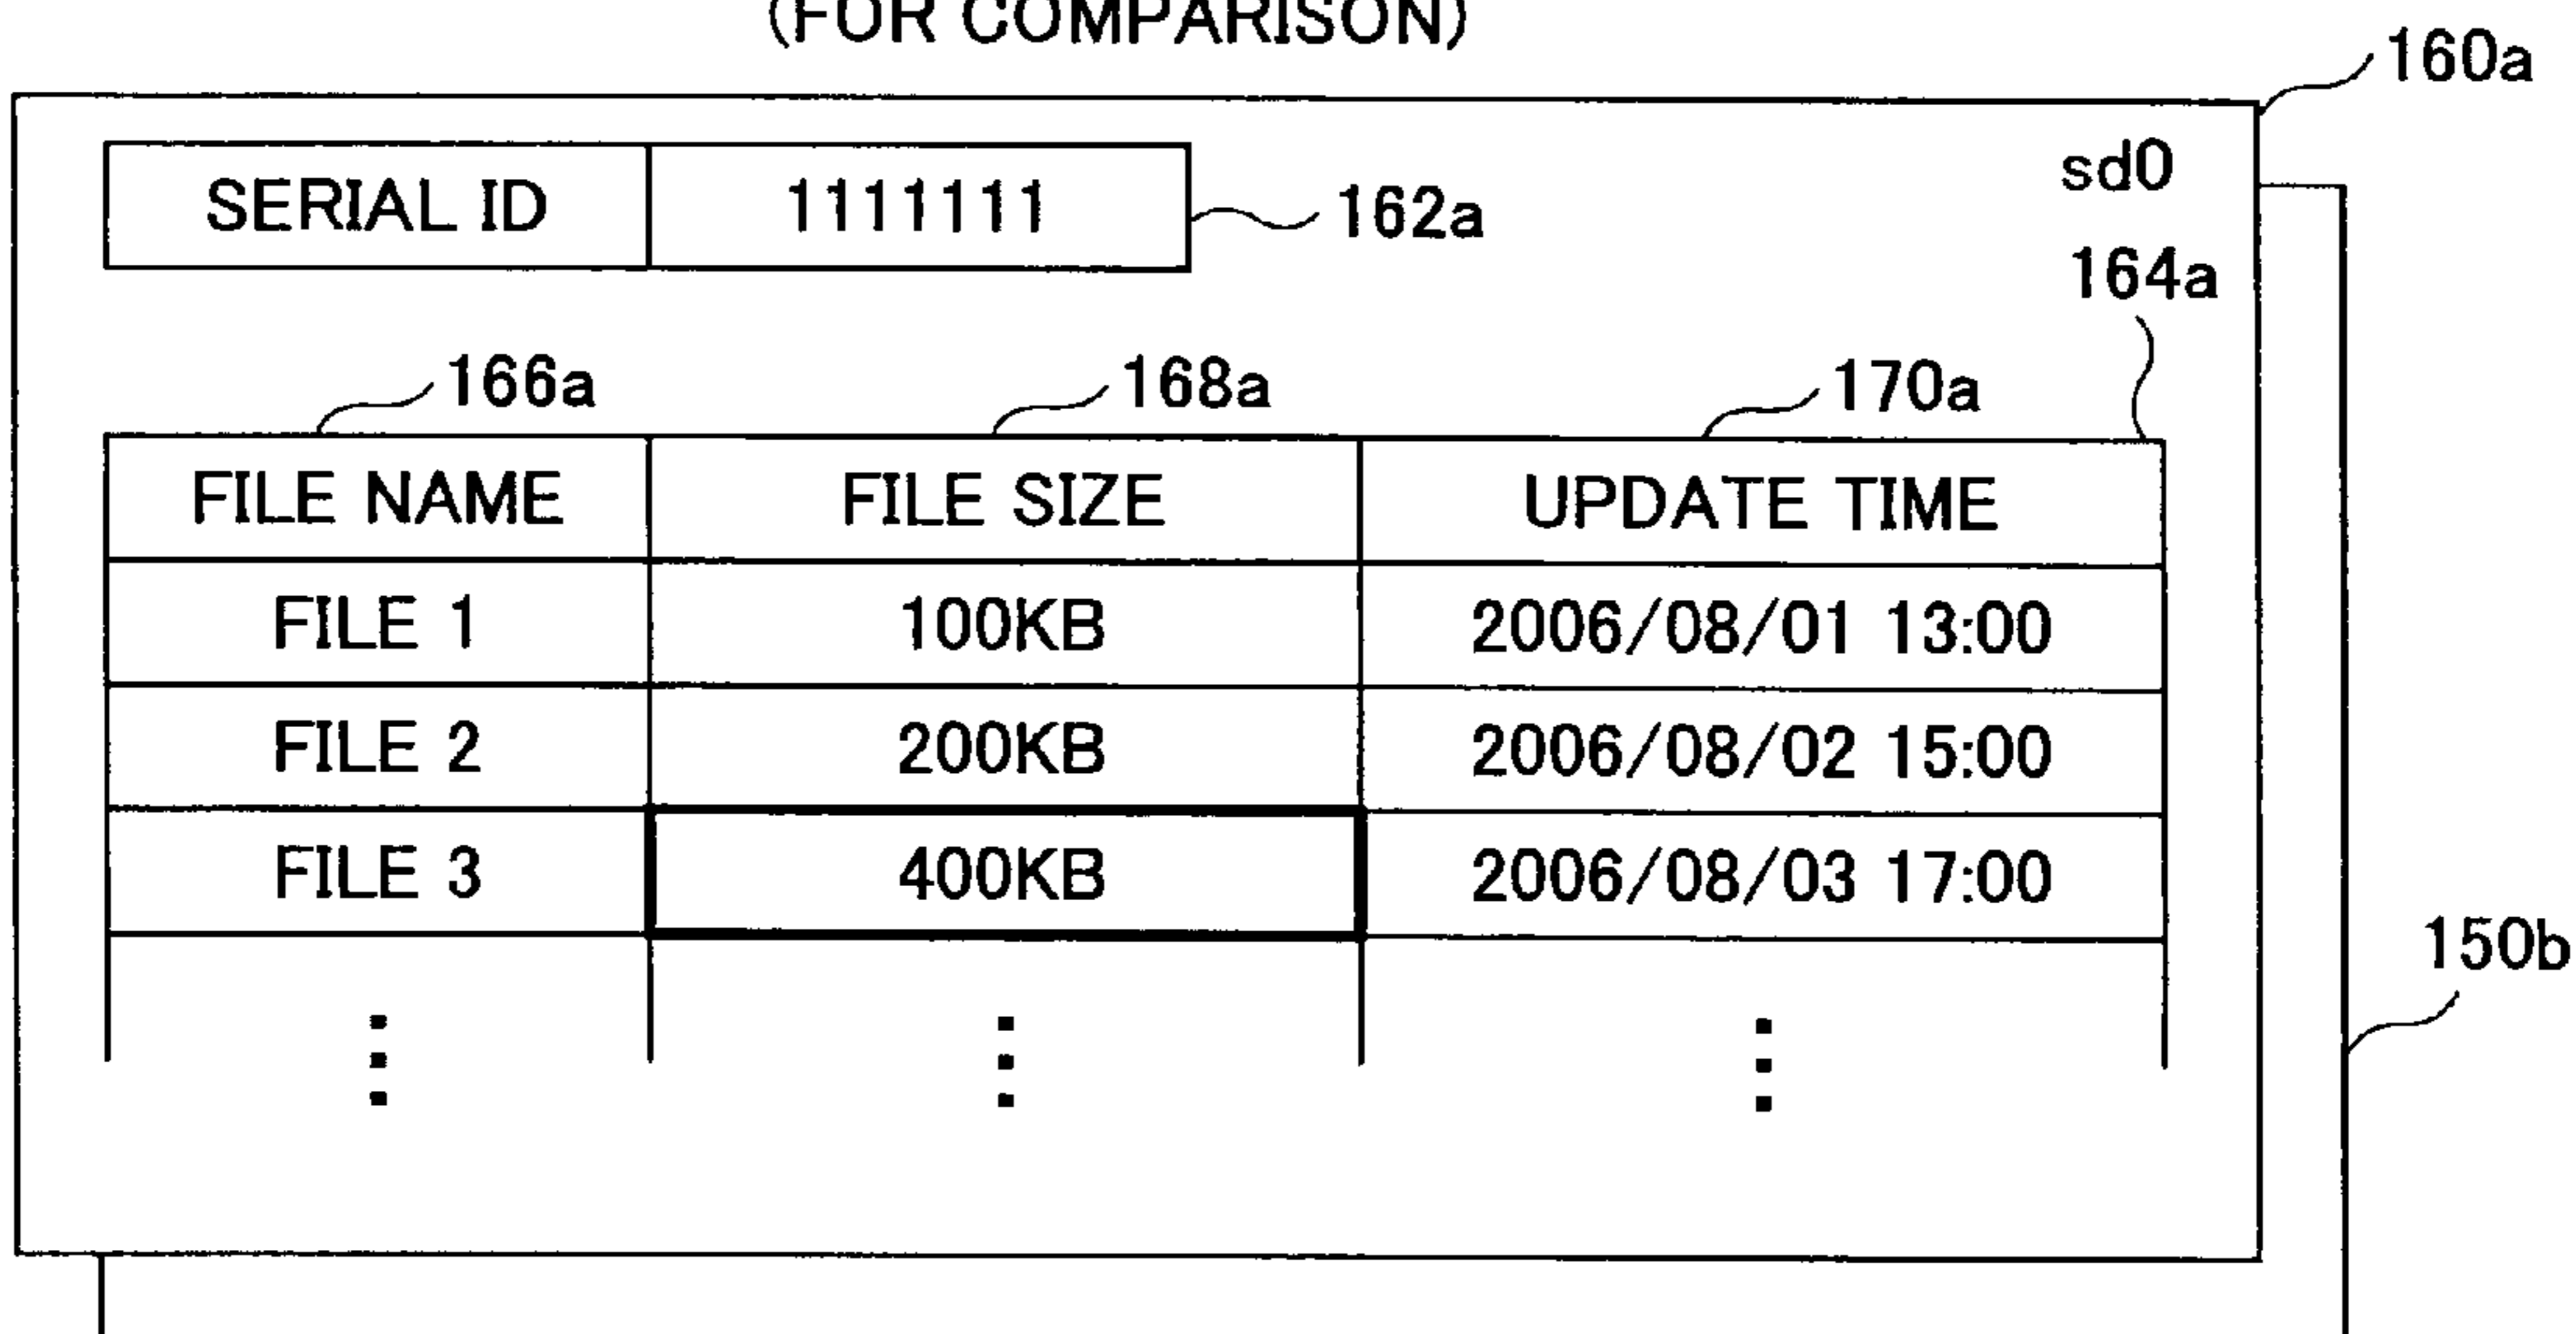 (FOR COMPARISON)
160a
sd0
SERIAL ID 1111111 162a
164a
166a 168a 170a
FILE NAME FILE SIZE UPDATE TIME
FILE 1 100KB 2006/08/01 13:00
FILE 2 200KB 2006/08/02 15:00
FILE 3 400KB 2006/08/03 17:00
150b